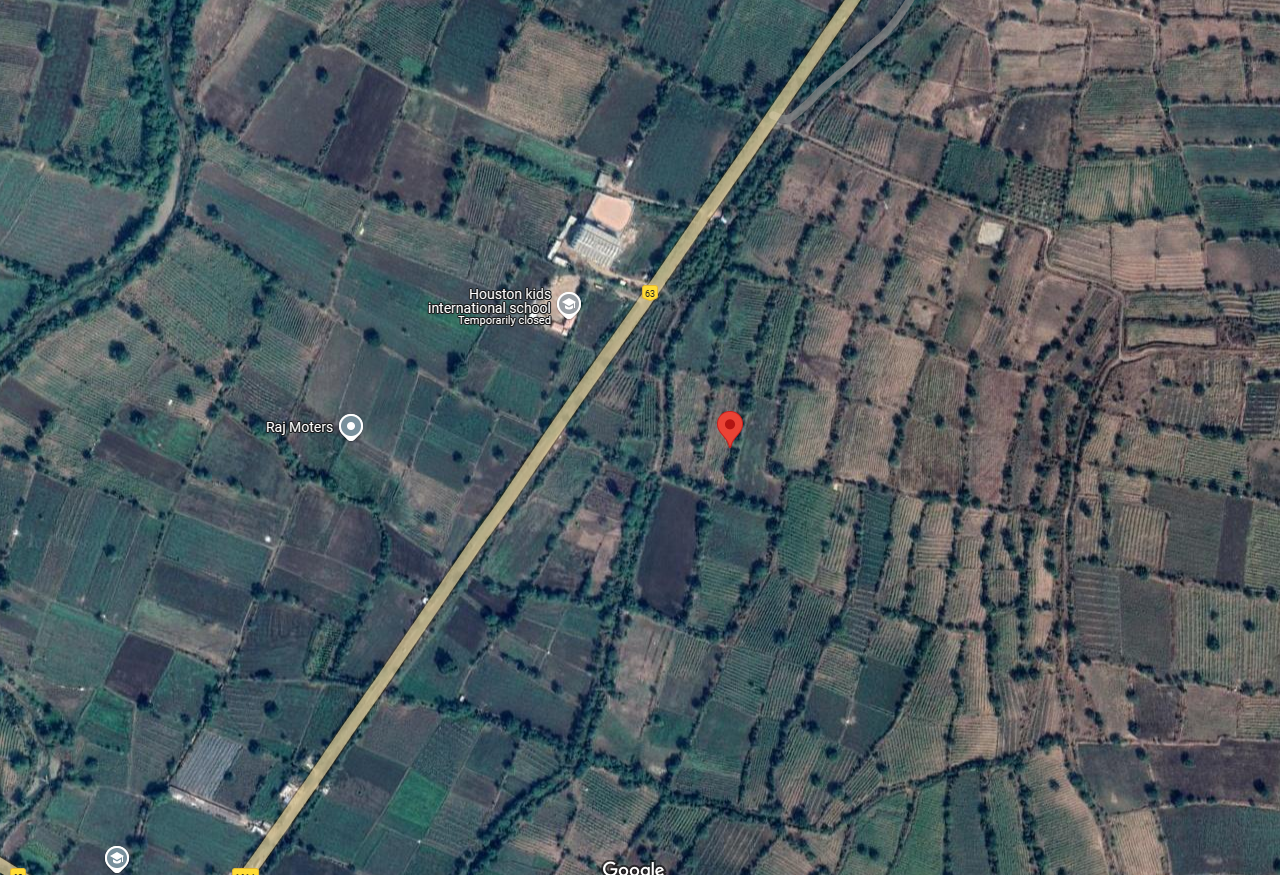 63
Houston kids
international school
Temporarily closed
Raj Moters
Google